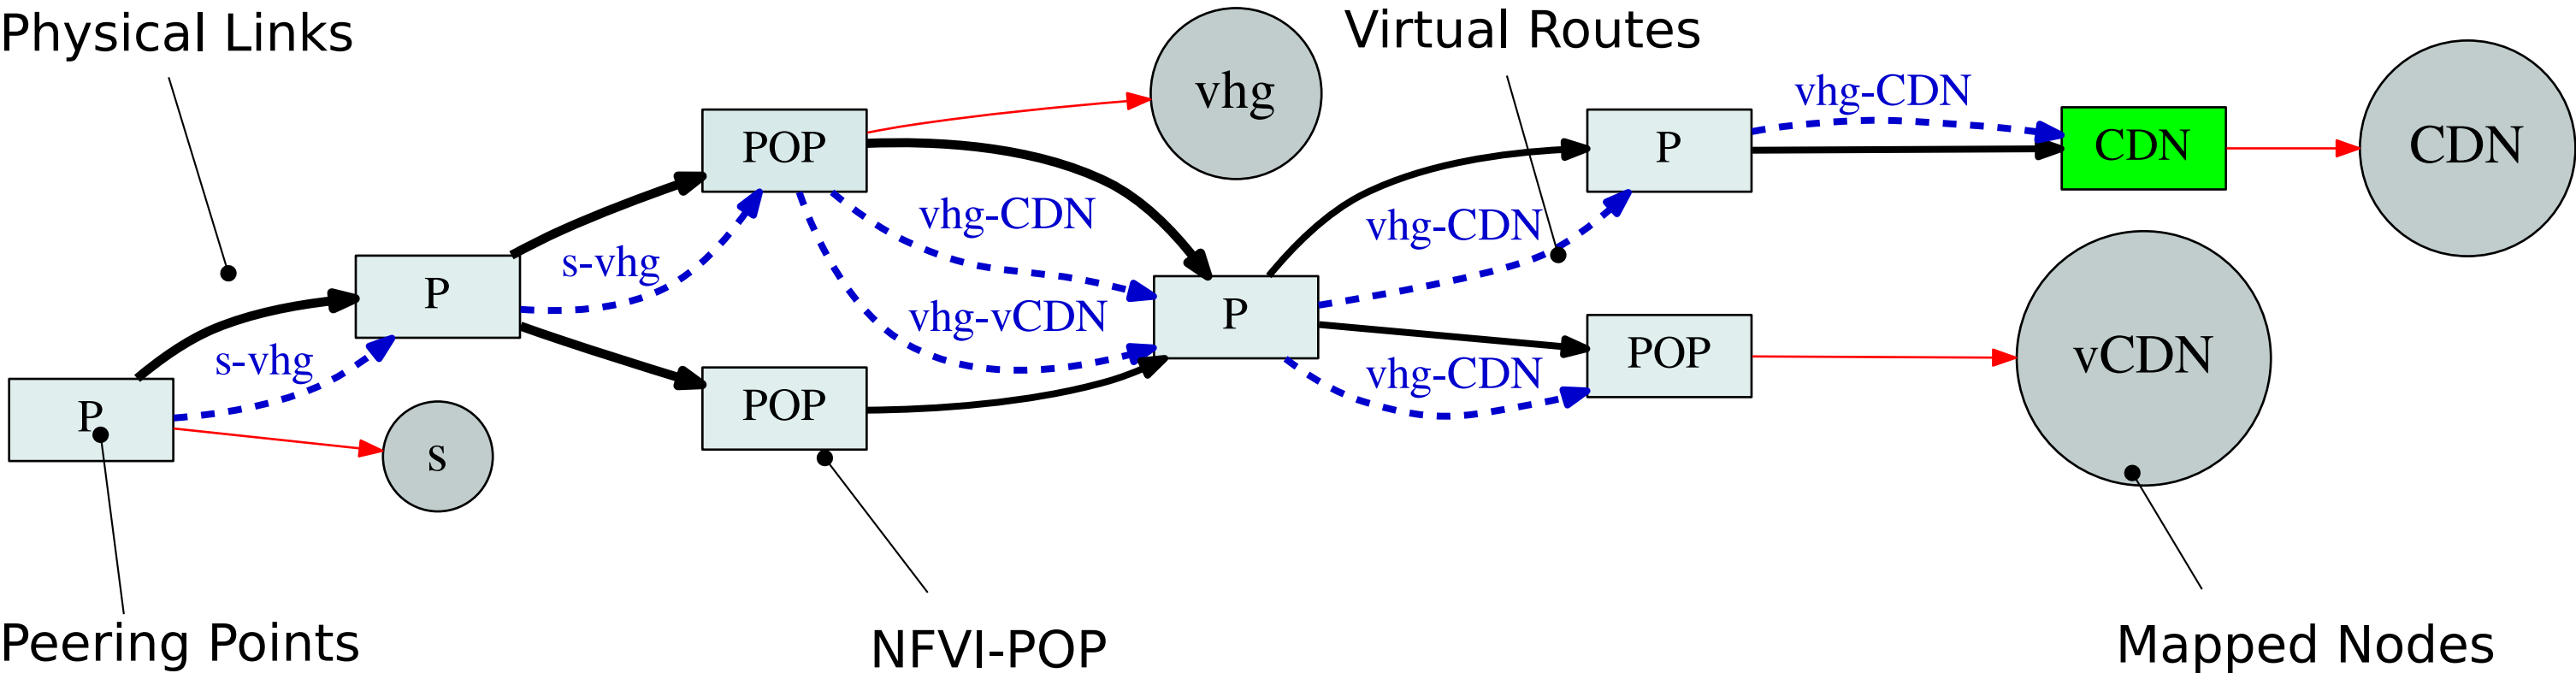 Physical Links
vhg
Virtual Routes
vhg-CDN
POP
P
CDN
CDN
vhg-CDN
vhg-CDN
s-vhg
P
vhg-vCDN
P
POP
vCDN
s-vhg
vhg-CDN
P
POP
s
Peering Points
NFVI-POP
Mapped Nodes